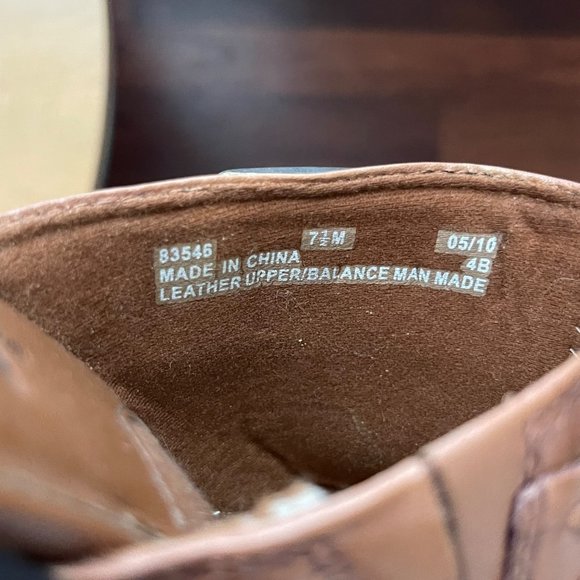 83546 7½M 05/10
MADE IN CHINA 4B
LEATHER UPPER/BALANCE MAN MADE